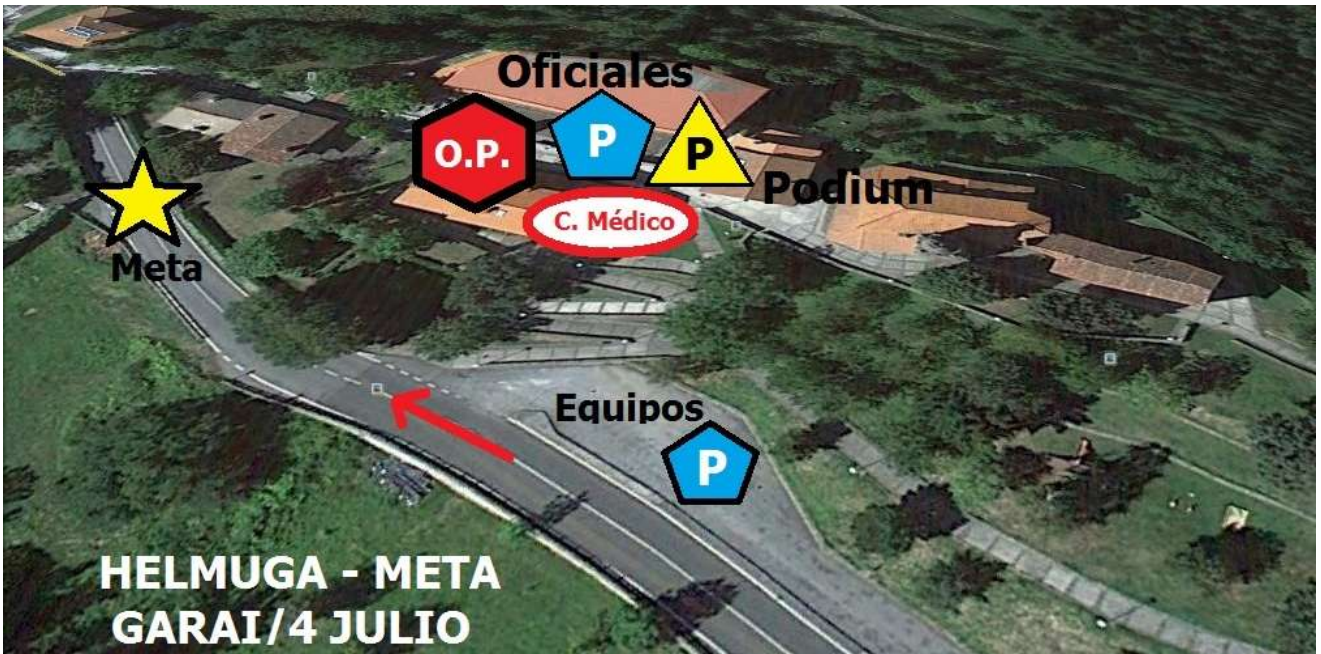 Oficiales
O.P.
P
P
Podium
C. Médico
Meta
Equipos
P
HELMUGA - META
GARAI/4 JULIO